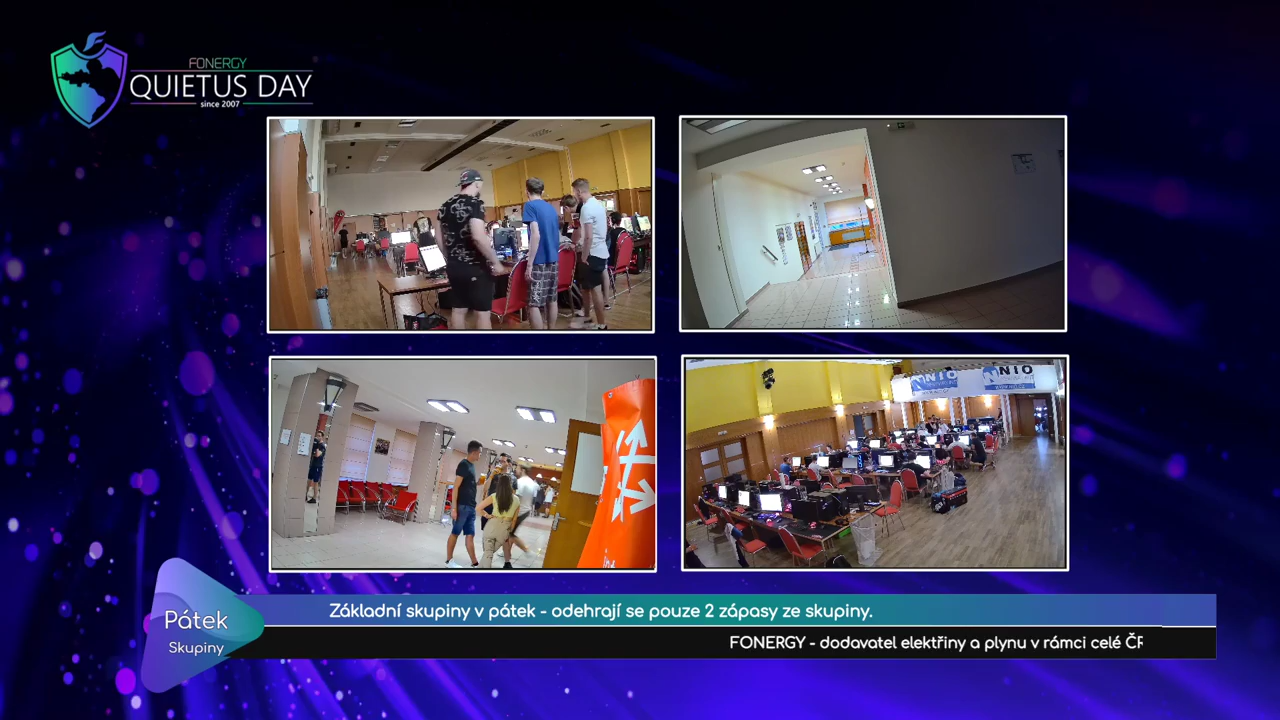 FONERGY
QUIETUS DAY
since 2007
NIO
NIO
Základní skupiny v pátek - odehrají se pouze 2 zápasy ze skupiny.
Pátek
Skupiny
FONERGY - dodavatel elektřiny a plynu v rámci celé ČR